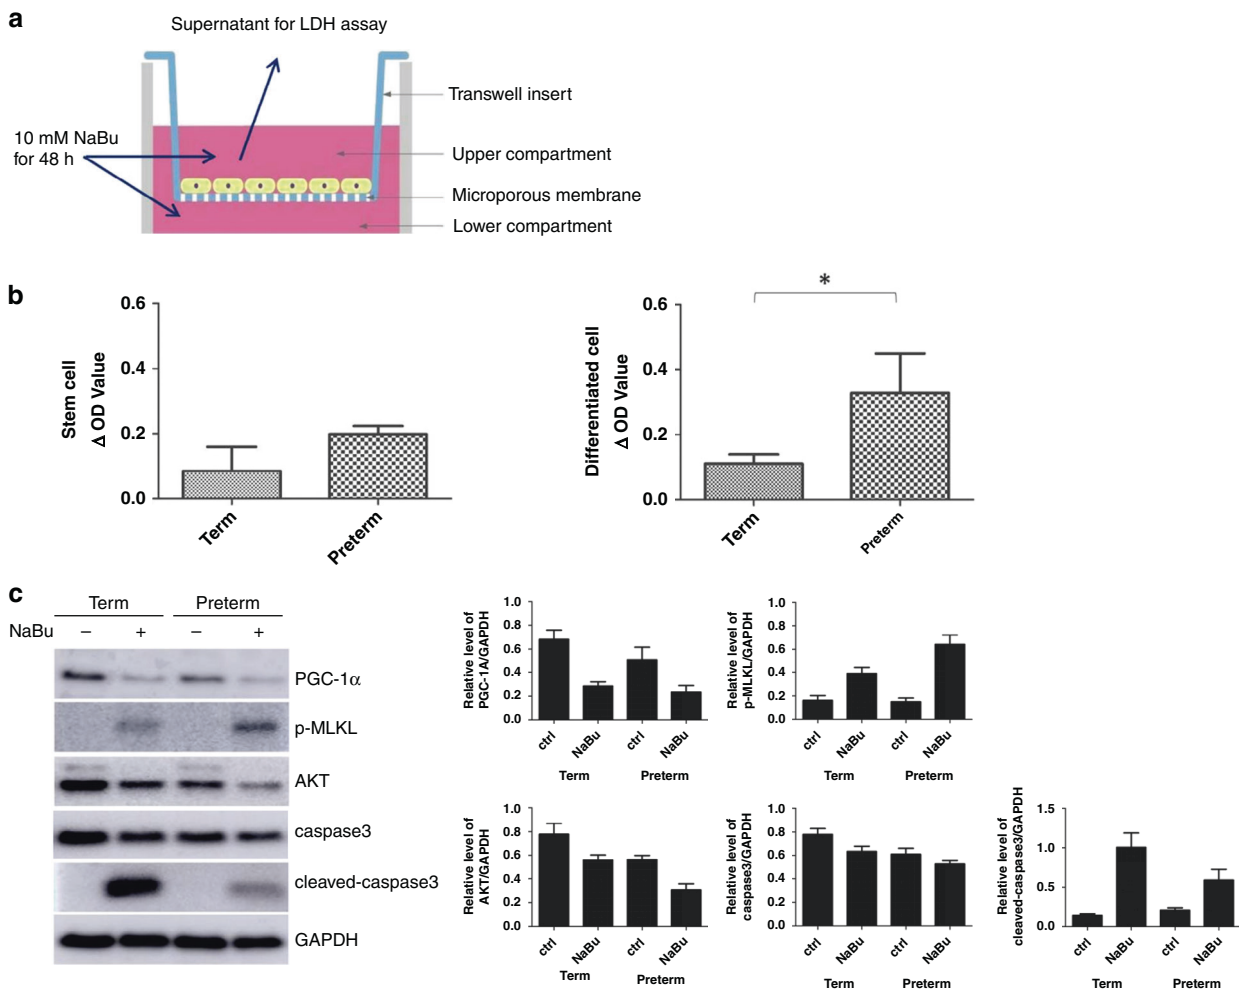 a
Supernatant for LDH assay
10 mM NaBu
for 48 h
Transwell insert
Upper compartment
Microporous membrane
Lower compartment
b
Stem cell
Δ OD Value
0.6
0.4
0.2
0.0
Term
Preterm
Differentiated cell
Δ OD Value
0.6
0.4
0.2
0.0
*
Term
Preterm
c
Term
Preterm
NaBu
–
+
–
+
PGC-1α
p-MLKL
AKT
caspase3
cleaved-caspase3
GAPDH
Relative level of
PGC-1A/GAPDH
1.0
0.8
0.6
0.4
0.2
0.0
ctrl
NaBu
ctrl
NaBu
Term
Preterm
Relative level of
p-MLKL/GAPDH
1.0
0.8
0.6
0.4
0.2
0.0
ctrl
NaBu
ctrl
NaBu
Term
Preterm
Relative level of
AKT/GAPDH
1.0
0.8
0.6
0.4
0.2
0.0
ctrl
NaBu
ctrl
NaBu
Term
Preterm
Relative level of
caspase3/GAPDH
1.0
0.8
0.6
0.4
0.2
0.0
ctrl
NaBu
ctrl
NaBu
Term
Preterm
Relative level of
cleaved-caspase3/GAPDH
1.5
1.0
0.5
0.0
ctrl
NaBu
ctrl
NaBu
Term
Preterm